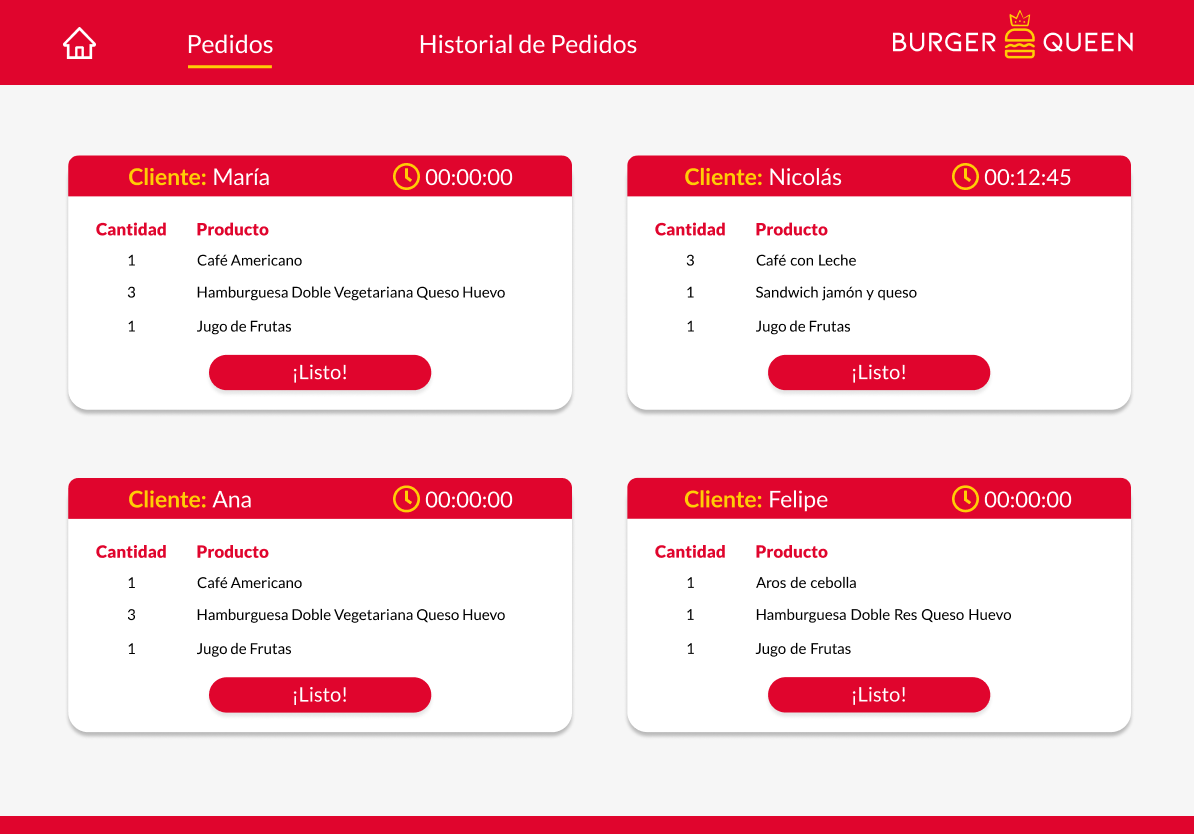 Pedidos Historial de Pedidos BURGER QUEEN
Cliente: María 00:00:00
Cantidad Producto
1 Café Americano
3 Hamburguesa Doble Vegetariana Queso Huevo
1 Jugo de Frutas
¡Listo!
Cliente: Nicolás 00:12:45
Cantidad Producto
3 Café con Leche
1 Sandwich jamón y queso
1 Jugo de Frutas
¡Listo!
Cliente: Ana 00:00:00
Cantidad Producto
1 Café Americano
3 Hamburguesa Doble Vegetariana Queso Huevo
1 Jugo de Frutas
¡Listo!
Cliente: Felipe 00:00:00
Cantidad Producto
1 Aros de cebolla
1 Hamburguesa Doble Res Queso Huevo
1 Jugo de Frutas
¡Listo!